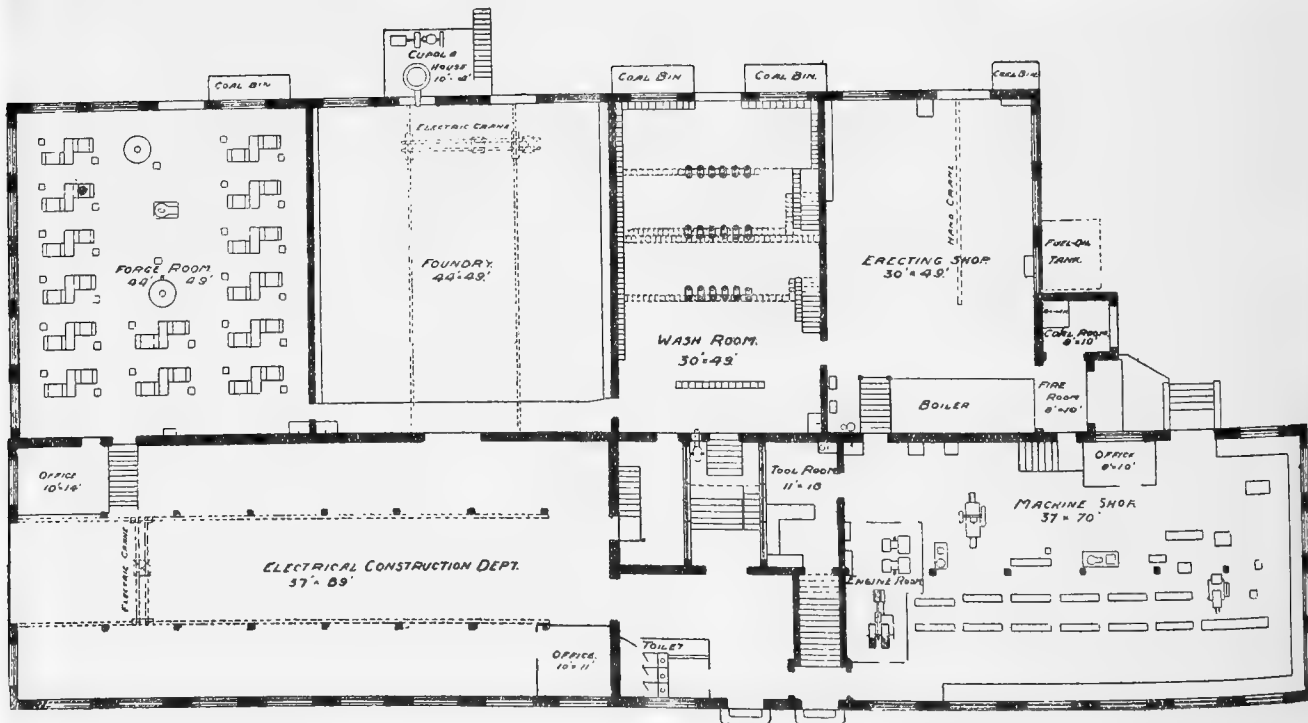 CUPOLA
HOUSE
COAL BIN
COAL BIN
COAL BIN.
COAL BIN
ELECTRIC CRANE
HAND CRANE
FORGE ROOM.
44' 49'
FOUNDRY.
44'×49'
ERECTING SHOP.
30'×49'
FUEL-OIL
TANK.
WASH ROOM.
30'×49'
COAL ROOM
8'×10'
BOILER
FIRE
ROOM
8'×10'
OFFICE
10'×14'
TOOL ROOM
11'×18
OFFICE
8'×10'
MACHINE SHOP.
37 × 70'
ELECTRIC CRANE
ELECTRICAL CONSTRUCTION DEPT.
37'× 89'
ENGINE ROOM
OFFICE.
10'×11'
TOILET